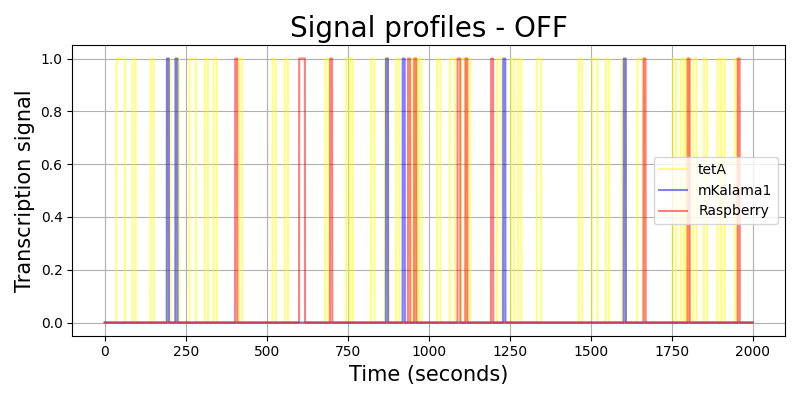 Signal profiles - OFF
Transcription signal
1.0
0.8
0.6
0.4
0.2
0.0
tetA
mKalama1
Raspberry
0 250 500 750 1000 1250 1500 1750 2000
Time (seconds)